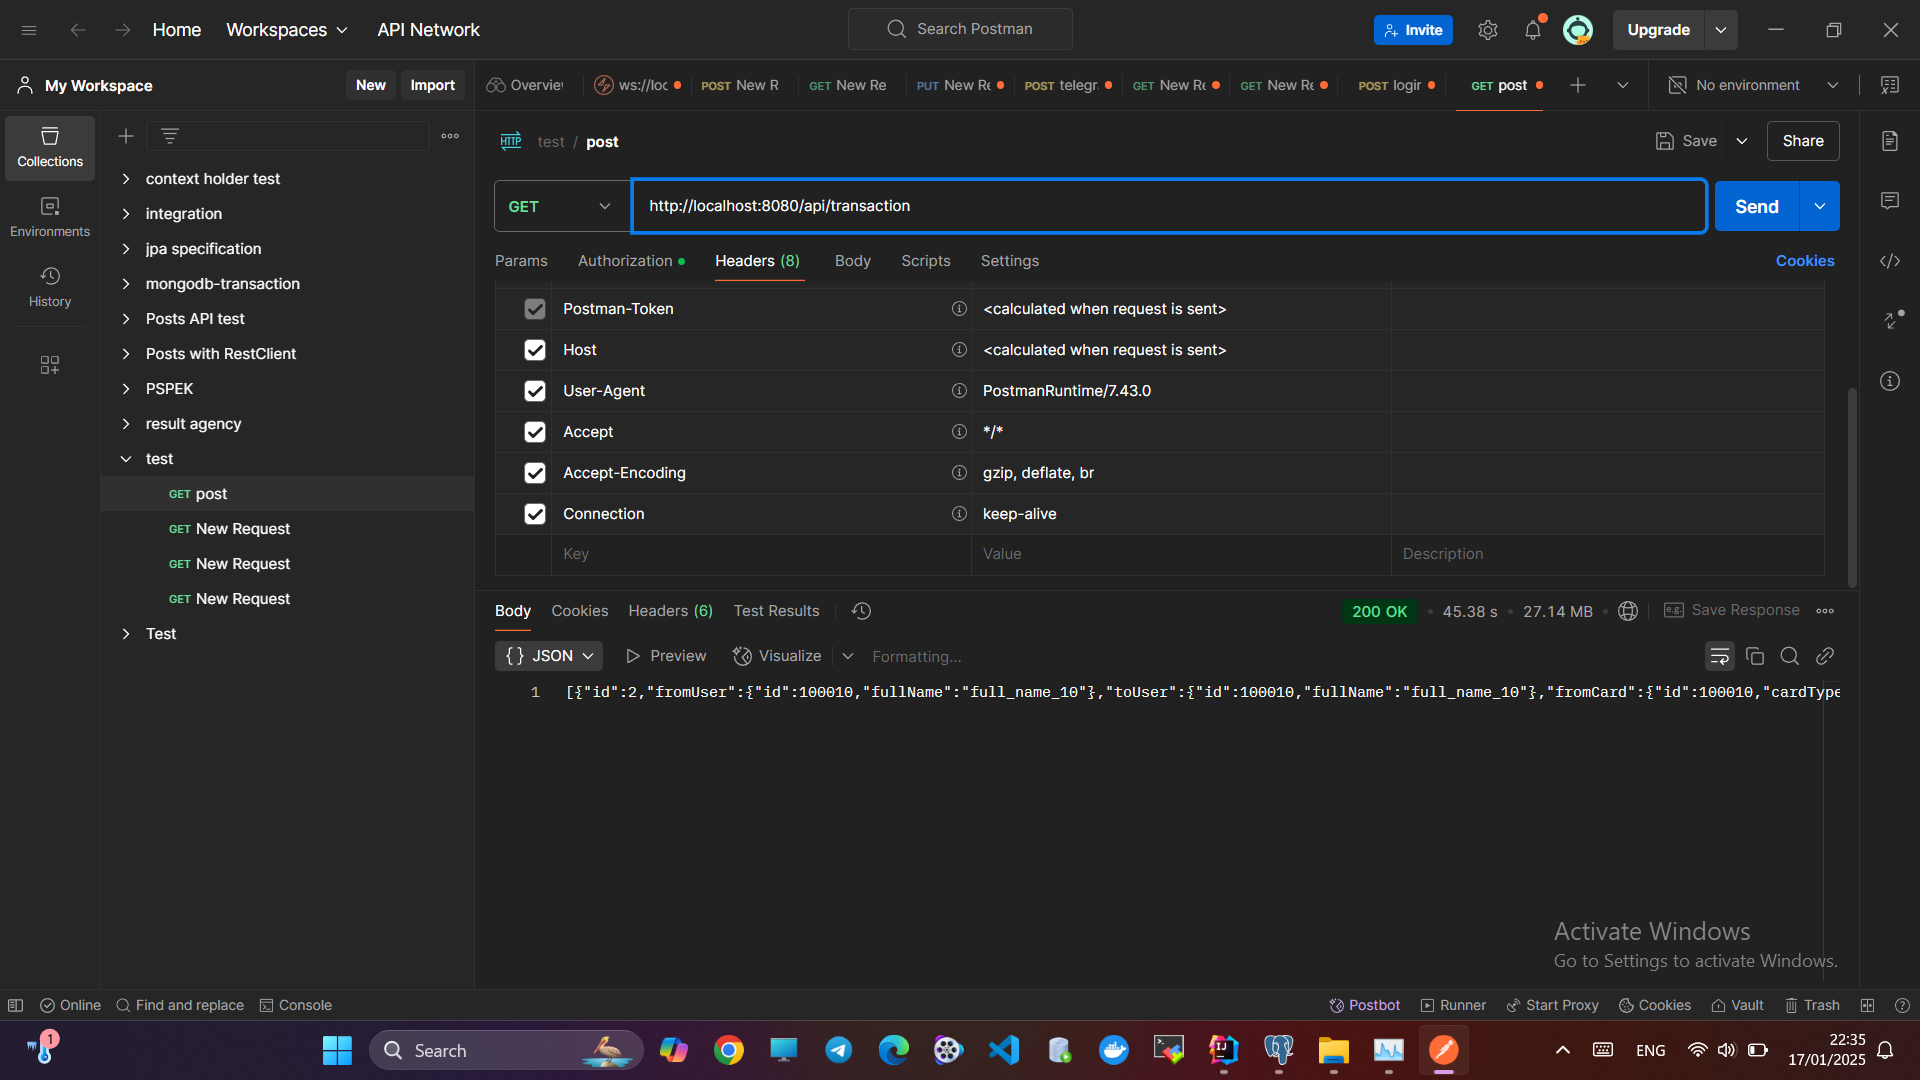 Home Workspaces API Network Search Postman Invite Upgrade
My Workspace New Import Overview ws://loc POST New R GET New Re PUT New Re POST telegr. GET New Re GET New Re POST login GET post No environment
Collections
Environments
History
context holder test
integration
jpa specification
mongodb-transaction
Posts API test
Posts with RestClient
PSPEK
result agency
test
GET post
GET New Request
GET New Request
GET New Request
Test
HTTP test / post Save Share
GET http://localhost:8080/api/transaction Send
Params Authorization Headers (8) Body Scripts Settings Cookies
Postman-Token <calculated when request is sent>
Host <calculated when request is sent>
User-Agent PostmanRuntime/7.43.0
Accept */*
Accept-Encoding gzip, deflate, br
Connection keep-alive
Key Value Description
Body Cookies Headers (6) Test Results 200 OK • 45.38 s • 27.14 MB • e.g. Save Response
{} JSON Preview Visualize Formatting...
1 [{"id":2,"fromUser":{"id":100010,"fullName":"full_name_10"},"toUser":{"id":100010,"fullName":"full_name_10"},"fromCard":{"id":100010,"cardType
Activate Windows
Go to Settings to activate Windows.
Online Find and replace Console Postbot Runner Start Proxy Cookies Vault Trash
1 Search ENG 22:35
17/01/2025